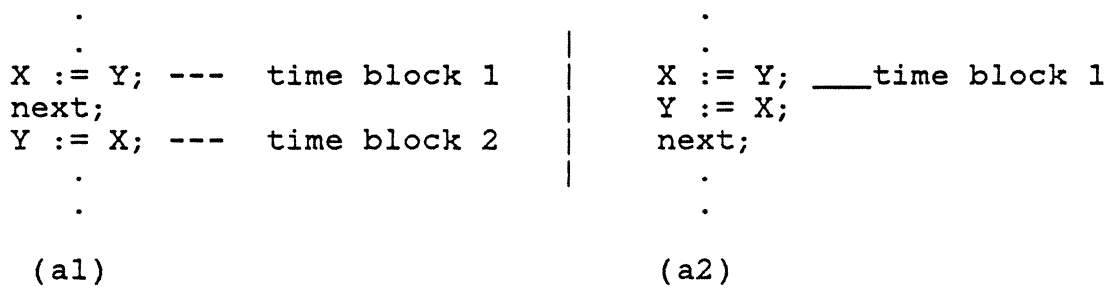 .                              .
.                    |         .
X := Y; ---  time block 1   |   X := Y; ___time block 1
next;                       |   Y := X;
Y := X; ---  time block 2   |   next;
.                    |         .
.                              .
(a1)                            (a2)